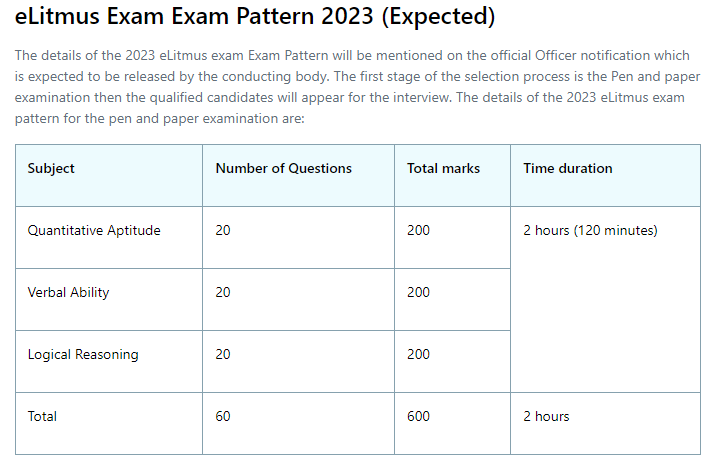 eLitmus Exam Exam Pattern 2023 (Expected)
The details of the 2023 eLitmus exam Exam Pattern will be mentioned on the official Officer notification which
is expected to be released by the conducting body. The first stage of the selection process is the Pen and paper
examination then the qualified candidates will appear for the interview. The details of the 2023 eLitmus exam
pattern for the pen and paper examination are:
Subject Number of Questions Total marks Time duration
Quantitative Aptitude 20 200 2 hours (120 minutes)
Verbal Ability 20 200
Logical Reasoning 20 200
Total 60 600 2 hours